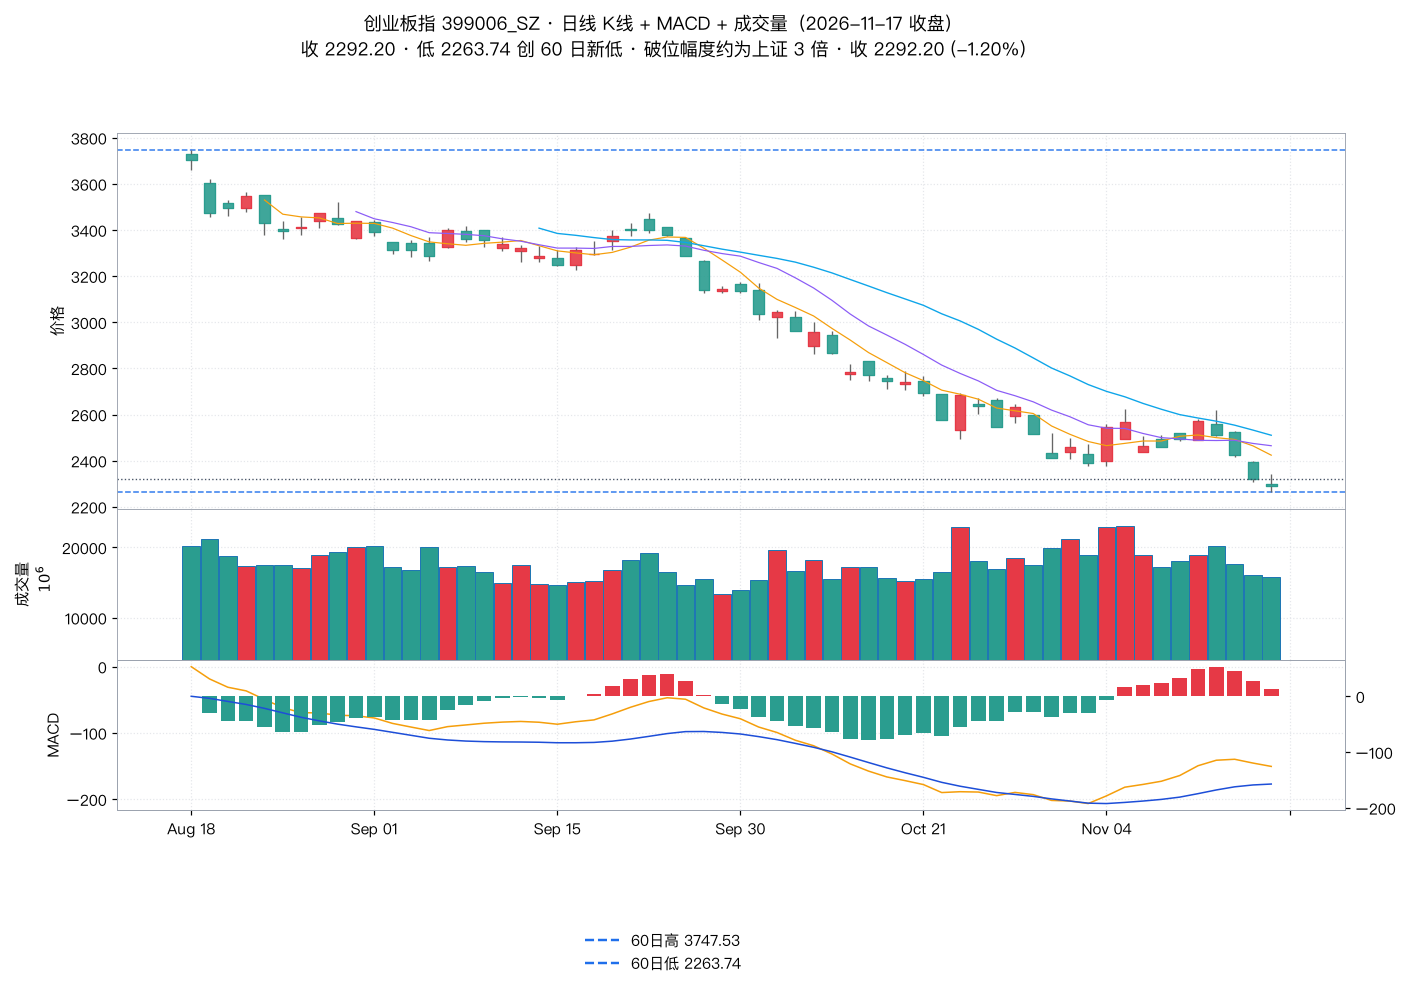 创业板指 399006_SZ · 日线 K线 + MACD + 成交量（2026−11−17 收盘）
收 2292.20 · 低 2263.74 创 60 日新低 · 破位幅度约为上证 3 倍 · 收 2292.20 (−1.20%)
3800
3600
3400
3200
3000
2800
2600
2400
2200
价格
20000
10000
成交量
10⁶
0
−100
−200
MACD
0
−100
−200
Aug 18
Sep 01
Sep 15
Sep 30
Oct 21
Nov 04
60日高 3747.53
60日低 2263.74